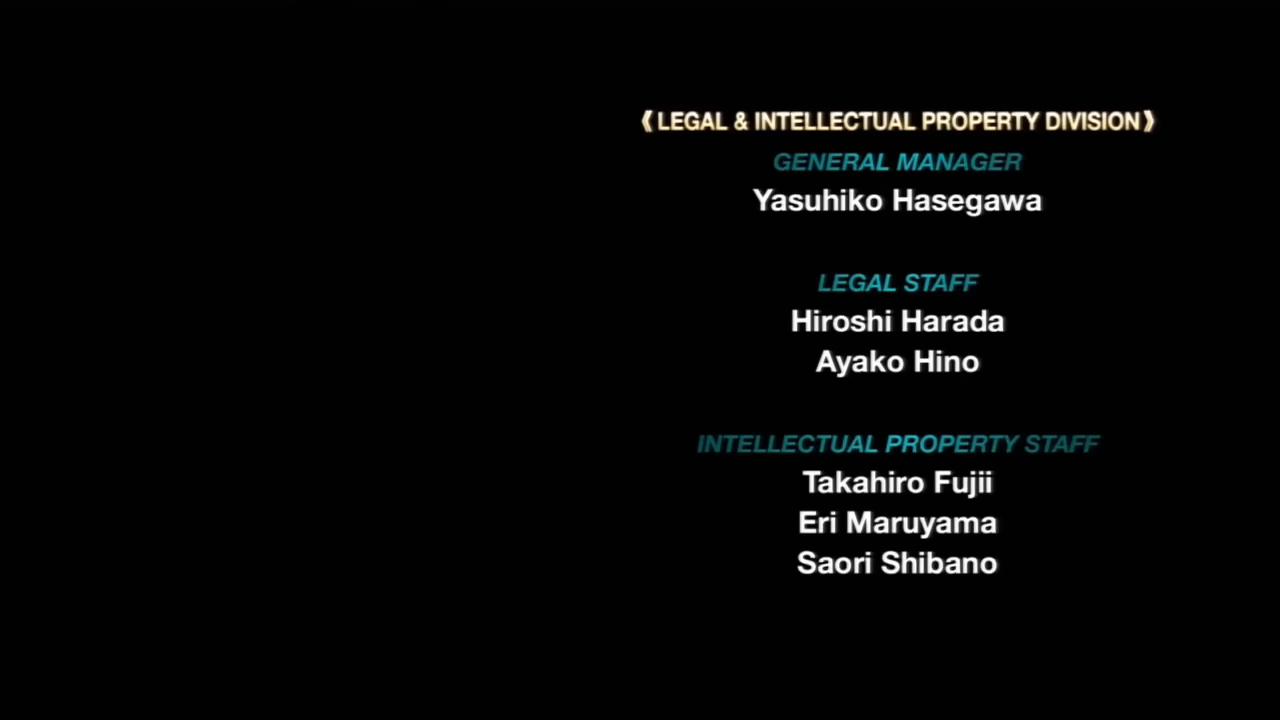 《LEGAL & INTELLECTUAL PROPERTY DIVISION》
GENERAL MANAGER
Yasuhiko Hasegawa
LEGAL STAFF
Hiroshi Harada
Ayako Hino
INTELLECTUAL PROPERTY STAFF
Takahiro Fujii
Eri Maruyama
Saori Shibano